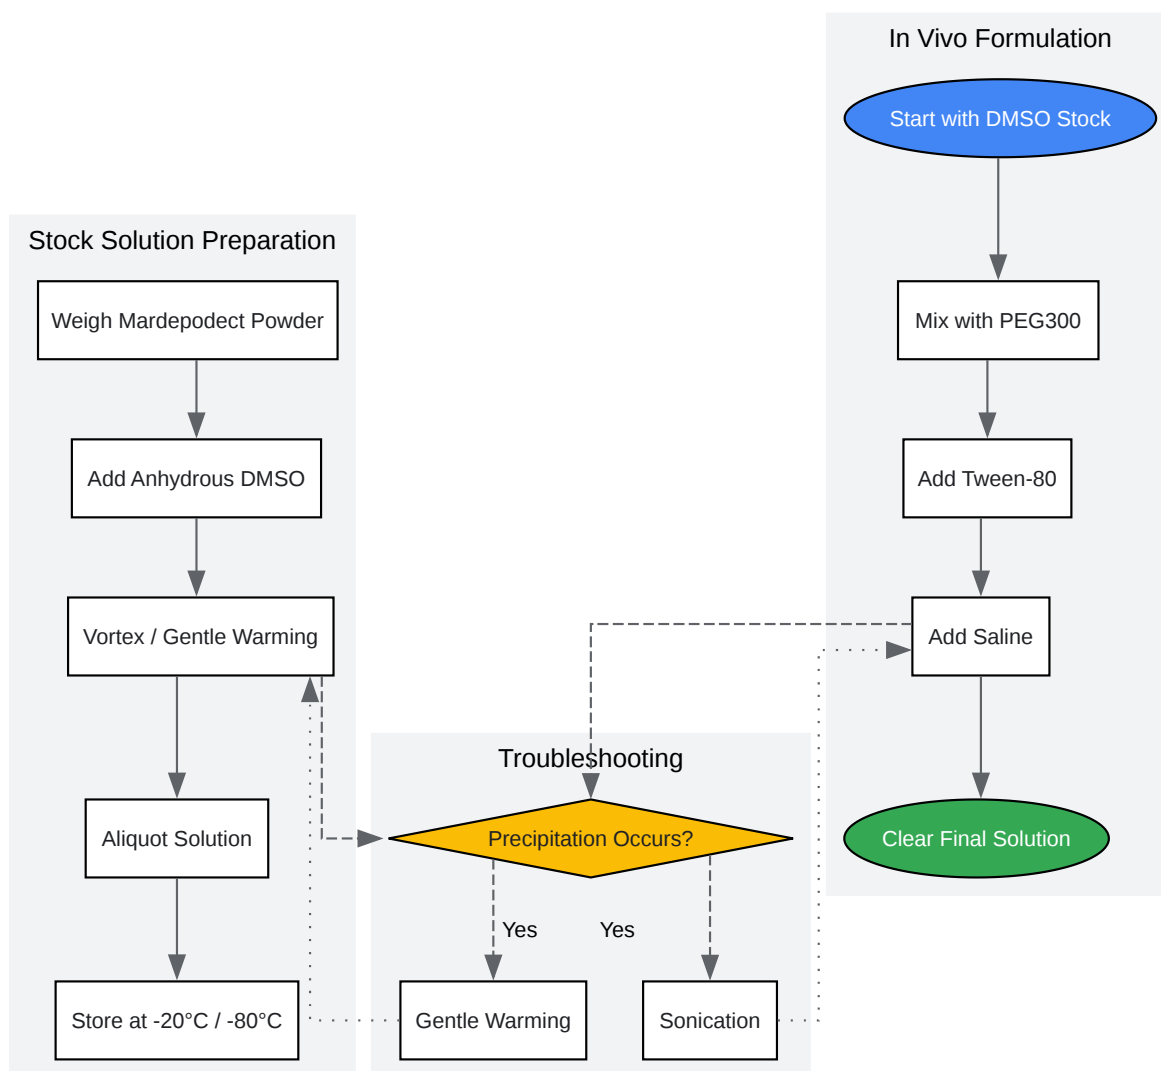 In Vivo Formulation
Start with DMSO Stock
Mix with PEG300
Add Tween-80
Add Saline
Clear Final Solution
Stock Solution Preparation
Weigh Mardepodect Powder
Add Anhydrous DMSO
Vortex / Gentle Warming
Aliquot Solution
Store at -20°C / -80°C
Troubleshooting
Precipitation Occurs?
Yes
Yes
Gentle Warming
Sonication